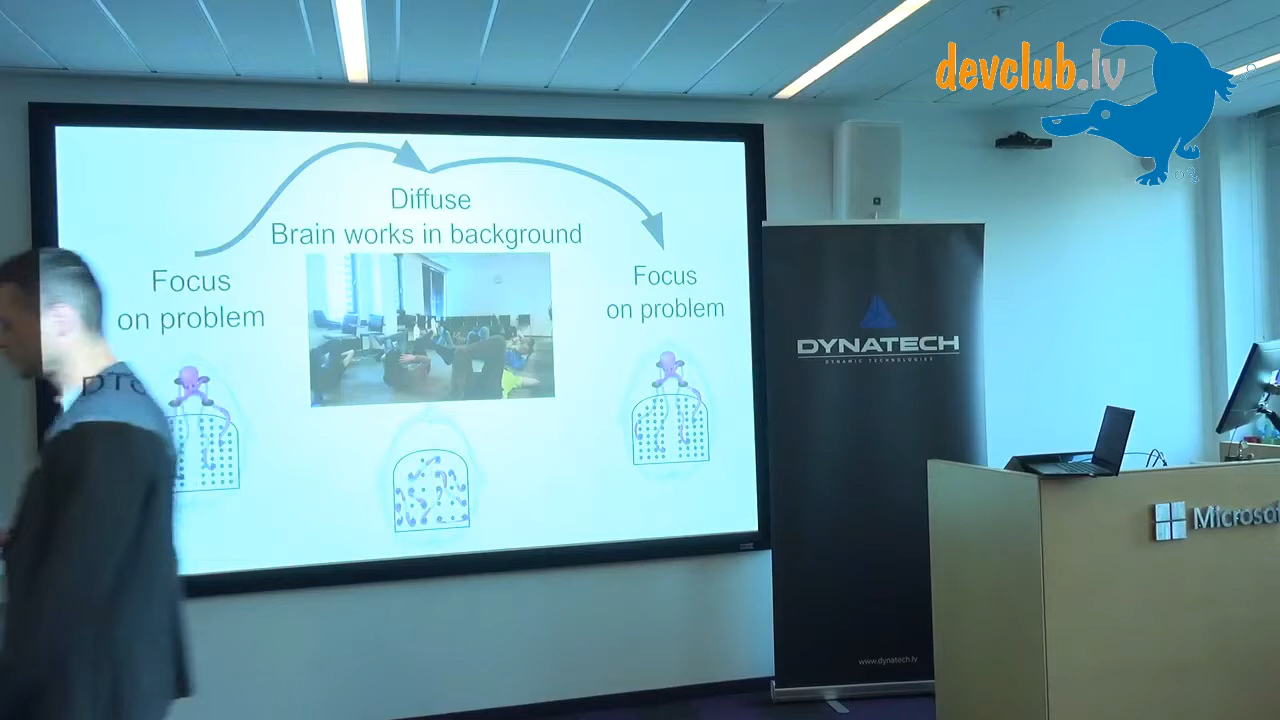 devclub.lv
Diffuse
Brain works in background
Focus
on problem
Focus
on problem
DYNATECH
DYNAMIC TECHNOLOGIES
www.dynatech.lv
Microsoft